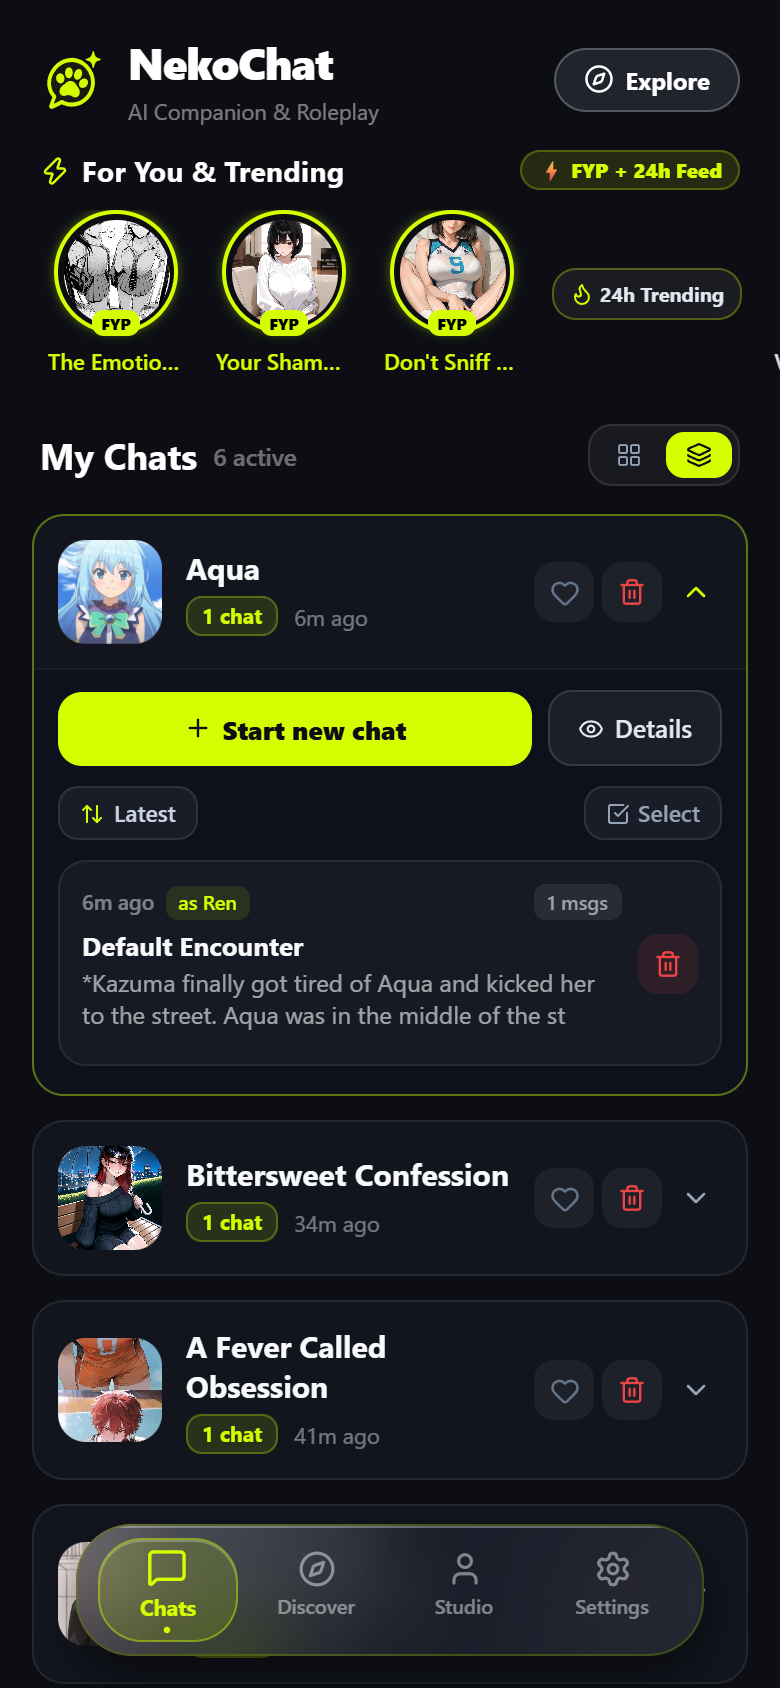 NekoChat
AI Companion & Roleplay
Explore
For You & Trending
FYP + 24h Feed
FYP
FYP
FYP
24h Trending
The Emotio...
Your Sham...
Don't Sniff ...
My Chats
6 active
Aqua
1 chat
6m ago
Start new chat
Details
Latest
Select
6m ago
as Ren
1 msgs
Default Encounter
*Kazuma finally got tired of Aqua and kicked her
to the street. Aqua was in the middle of the st
Bittersweet Confession
1 chat
34m ago
A Fever Called
Obsession
1 chat
41m ago
Chats
Discover
Studio
Settings